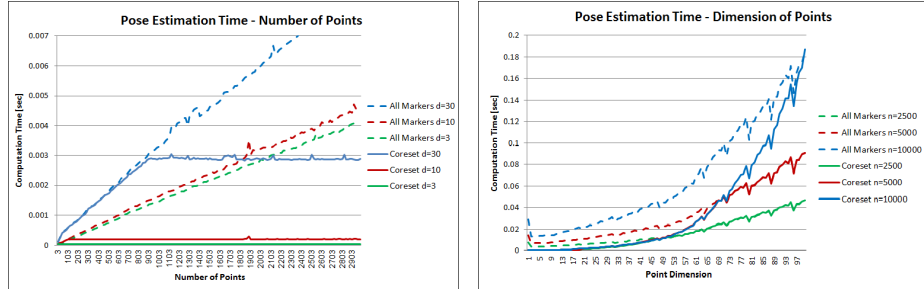 Pose Estimation Time - Number of Points
0.007
0.006
0.005
0.004
0.003
0.002
0.001
0
Computation Time [sec]
3 103 203 303 403 503 603 703 803 903 1003 1103 1203 1303 1403 1503 1603 1703 1803 1903 2003 2103 2203 2303 2403 2503 2603 2703 2803 2903
Number of Points
All Markers d=30
All Markers d=10
All Markers d=3
Coreset d=30
Coreset d=10
Coreset d=3
Pose Estimation Time - Dimension of Points
0.2
0.18
0.16
0.14
0.12
0.1
0.08
0.06
0.04
0.02
0
Computation Time [sec]
1 5 9 13 17 21 25 29 33 37 41 45 49 53 57 61 65 69 73 77 81 85 89 93 97
Point Dimension
All Markers n=2500
All Markers n=5000
All Markers n=10000
Coreset n=2500
Coreset n=5000
Coreset n=10000